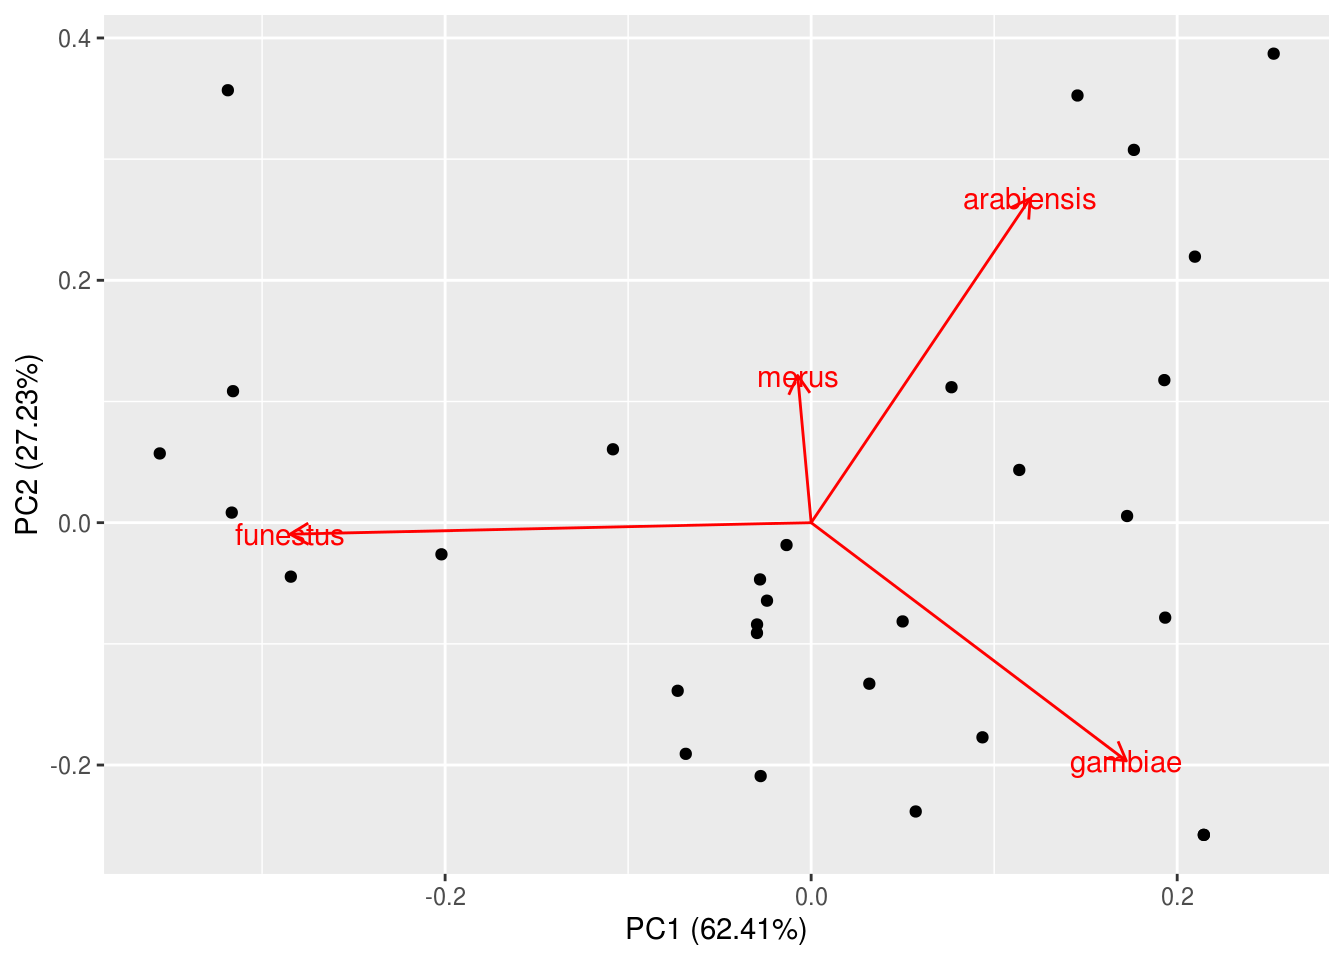 0.4
0.2
0.0
-0.2
PC2 (27.23%)
arabiensis
merus
funestus
gambiae
-0.2
0.0
0.2
PC1 (62.41%)